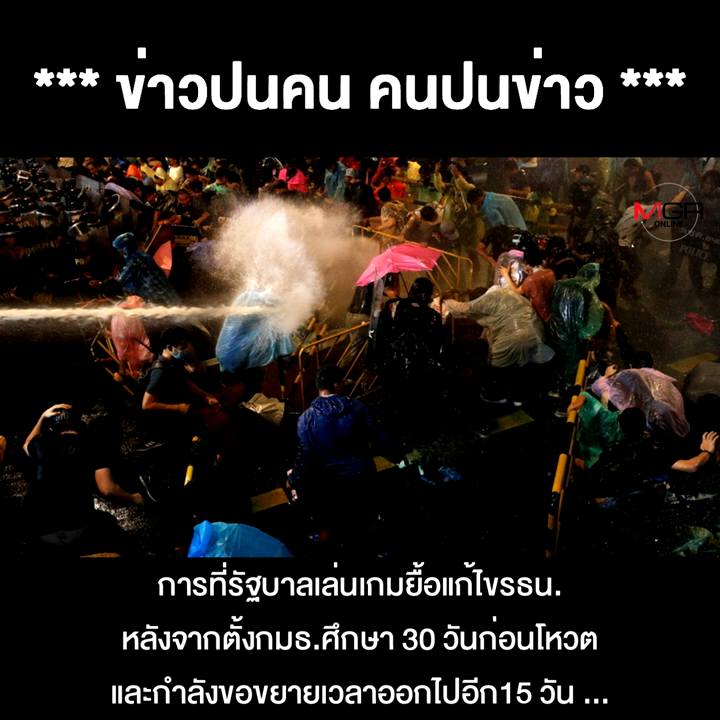 *** ข่าวปนคน คนปนข่าว ***
MGR
ONLINE
การที่รัฐบาลเล่นเกมยื้อแก้ไขรธน.
หลังจากตั้งกมธ.ศึกษา 30 วันก่อนโหวต
และกำลังขอขยายเวลาออกไปอีก15 วัน ...